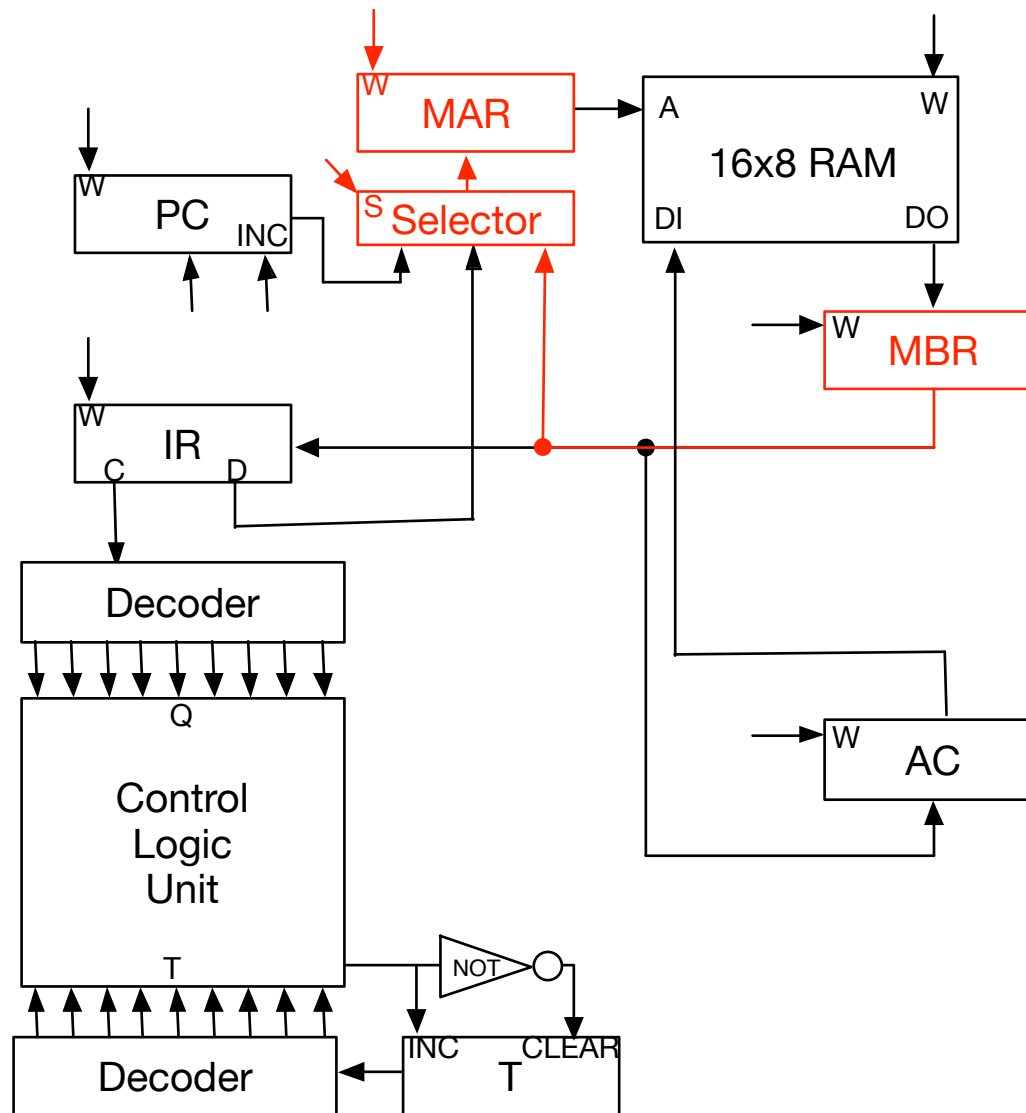 W
MAR
A
W
16x8 RAM
DI
DO
W
PC
INC
S
Selector
W
MBR
W
IR
C
D
Decoder
Q
Control
Logic
Unit
T
W
AC
NOT
INC
CLEAR
T
Decoder